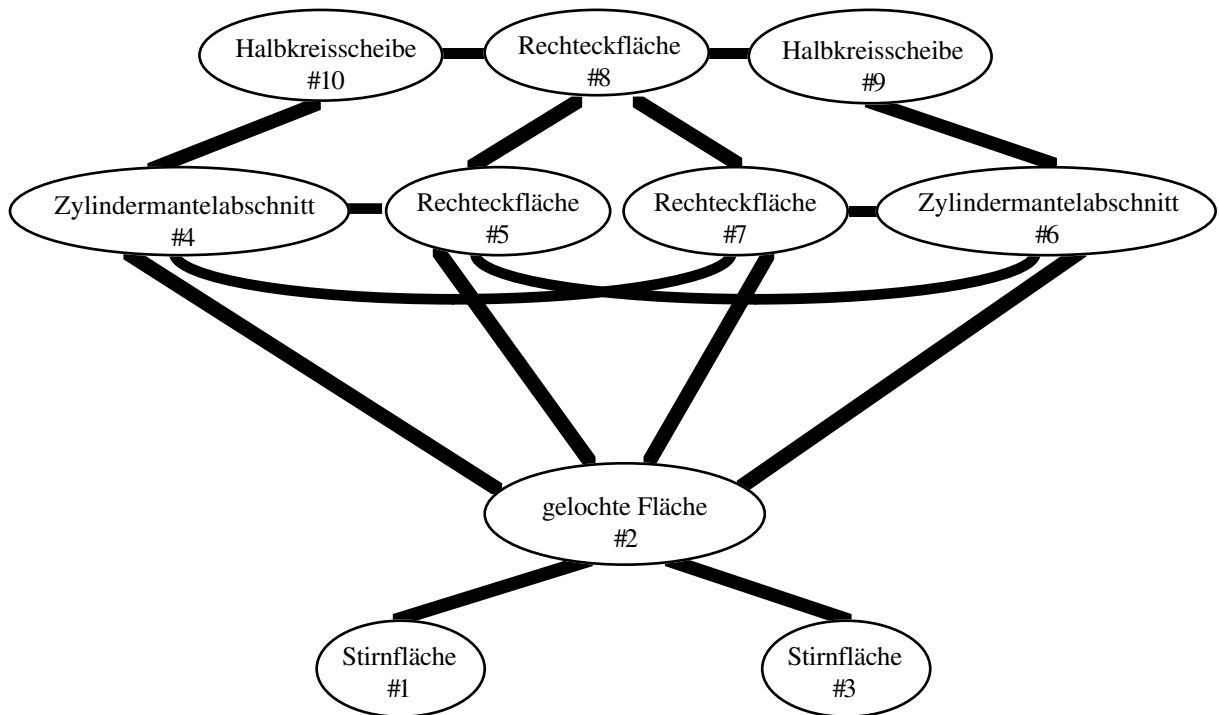 Halbkreisscheibe
#10
Rechteckfläche
#8
Halbkreisscheibe
#9
Zylindermantelabschnitt
#4
Rechteckfläche
#5
Rechteckfläche
#7
Zylindermantelabschnitt
#6
gelochte Fläche
#2
Stirnfläche
#1
Stirnfläche
#3